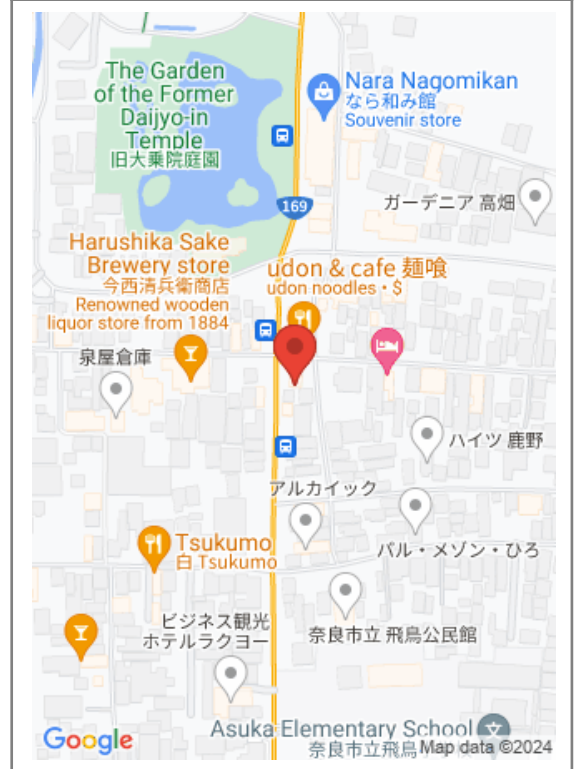 The Garden
of the Former
Daijyo-in
Temple
旧大乗院庭園
Nara Nagomikan
なら和み館
Souvenir store
169
ガーデニア 高畑
Harushika Sake
Brewery store
今西清兵衛商店
Renowned wooden
liquor store from 1884
udon & cafe 麺喰
udon noodles • $
泉屋倉庫
ハイツ 鹿野
アルカイック
パル・メゾン・ひろ
Tsukumo
白 Tsukumo
ビジネス観光
ホテルラクヨー
奈良市立 飛鳥公民館
Asuka Elementary School
奈良市立飛鳥
Google
Map data ©2024